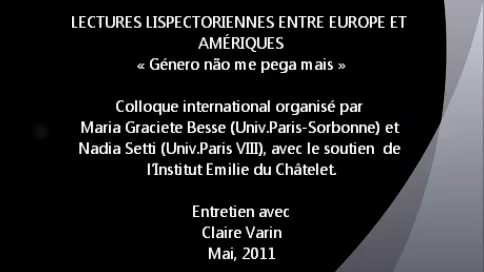 LECTURES LISPECTORIENNES ENTRE EUROPE ET
AMÉRIQUES
« Género não me pega mais »
Colloque international organisé par
Maria Graciete Besse (Univ.Paris-Sorbonne) et
Nadia Setti (Univ.Paris VIII), avec le soutien de
l'Institut Emilie du Châtelet.
Entretien avec
Claire Varin
Mai, 2011